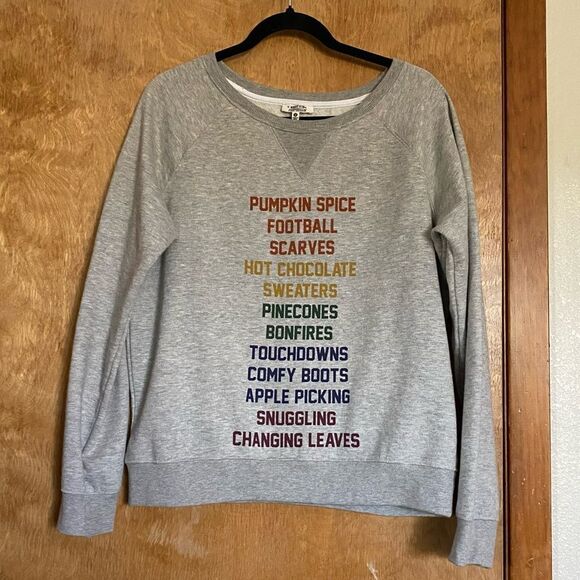 PUMPKIN SPICE
FOOTBALL
SCARVES
HOT CHOCOLATE
SWEATERS
PINECONES
BONFIRES
TOUCHDOWNS
COMFY BOOTS
APPLE PICKING
SNUGGLING
CHANGING LEAVES